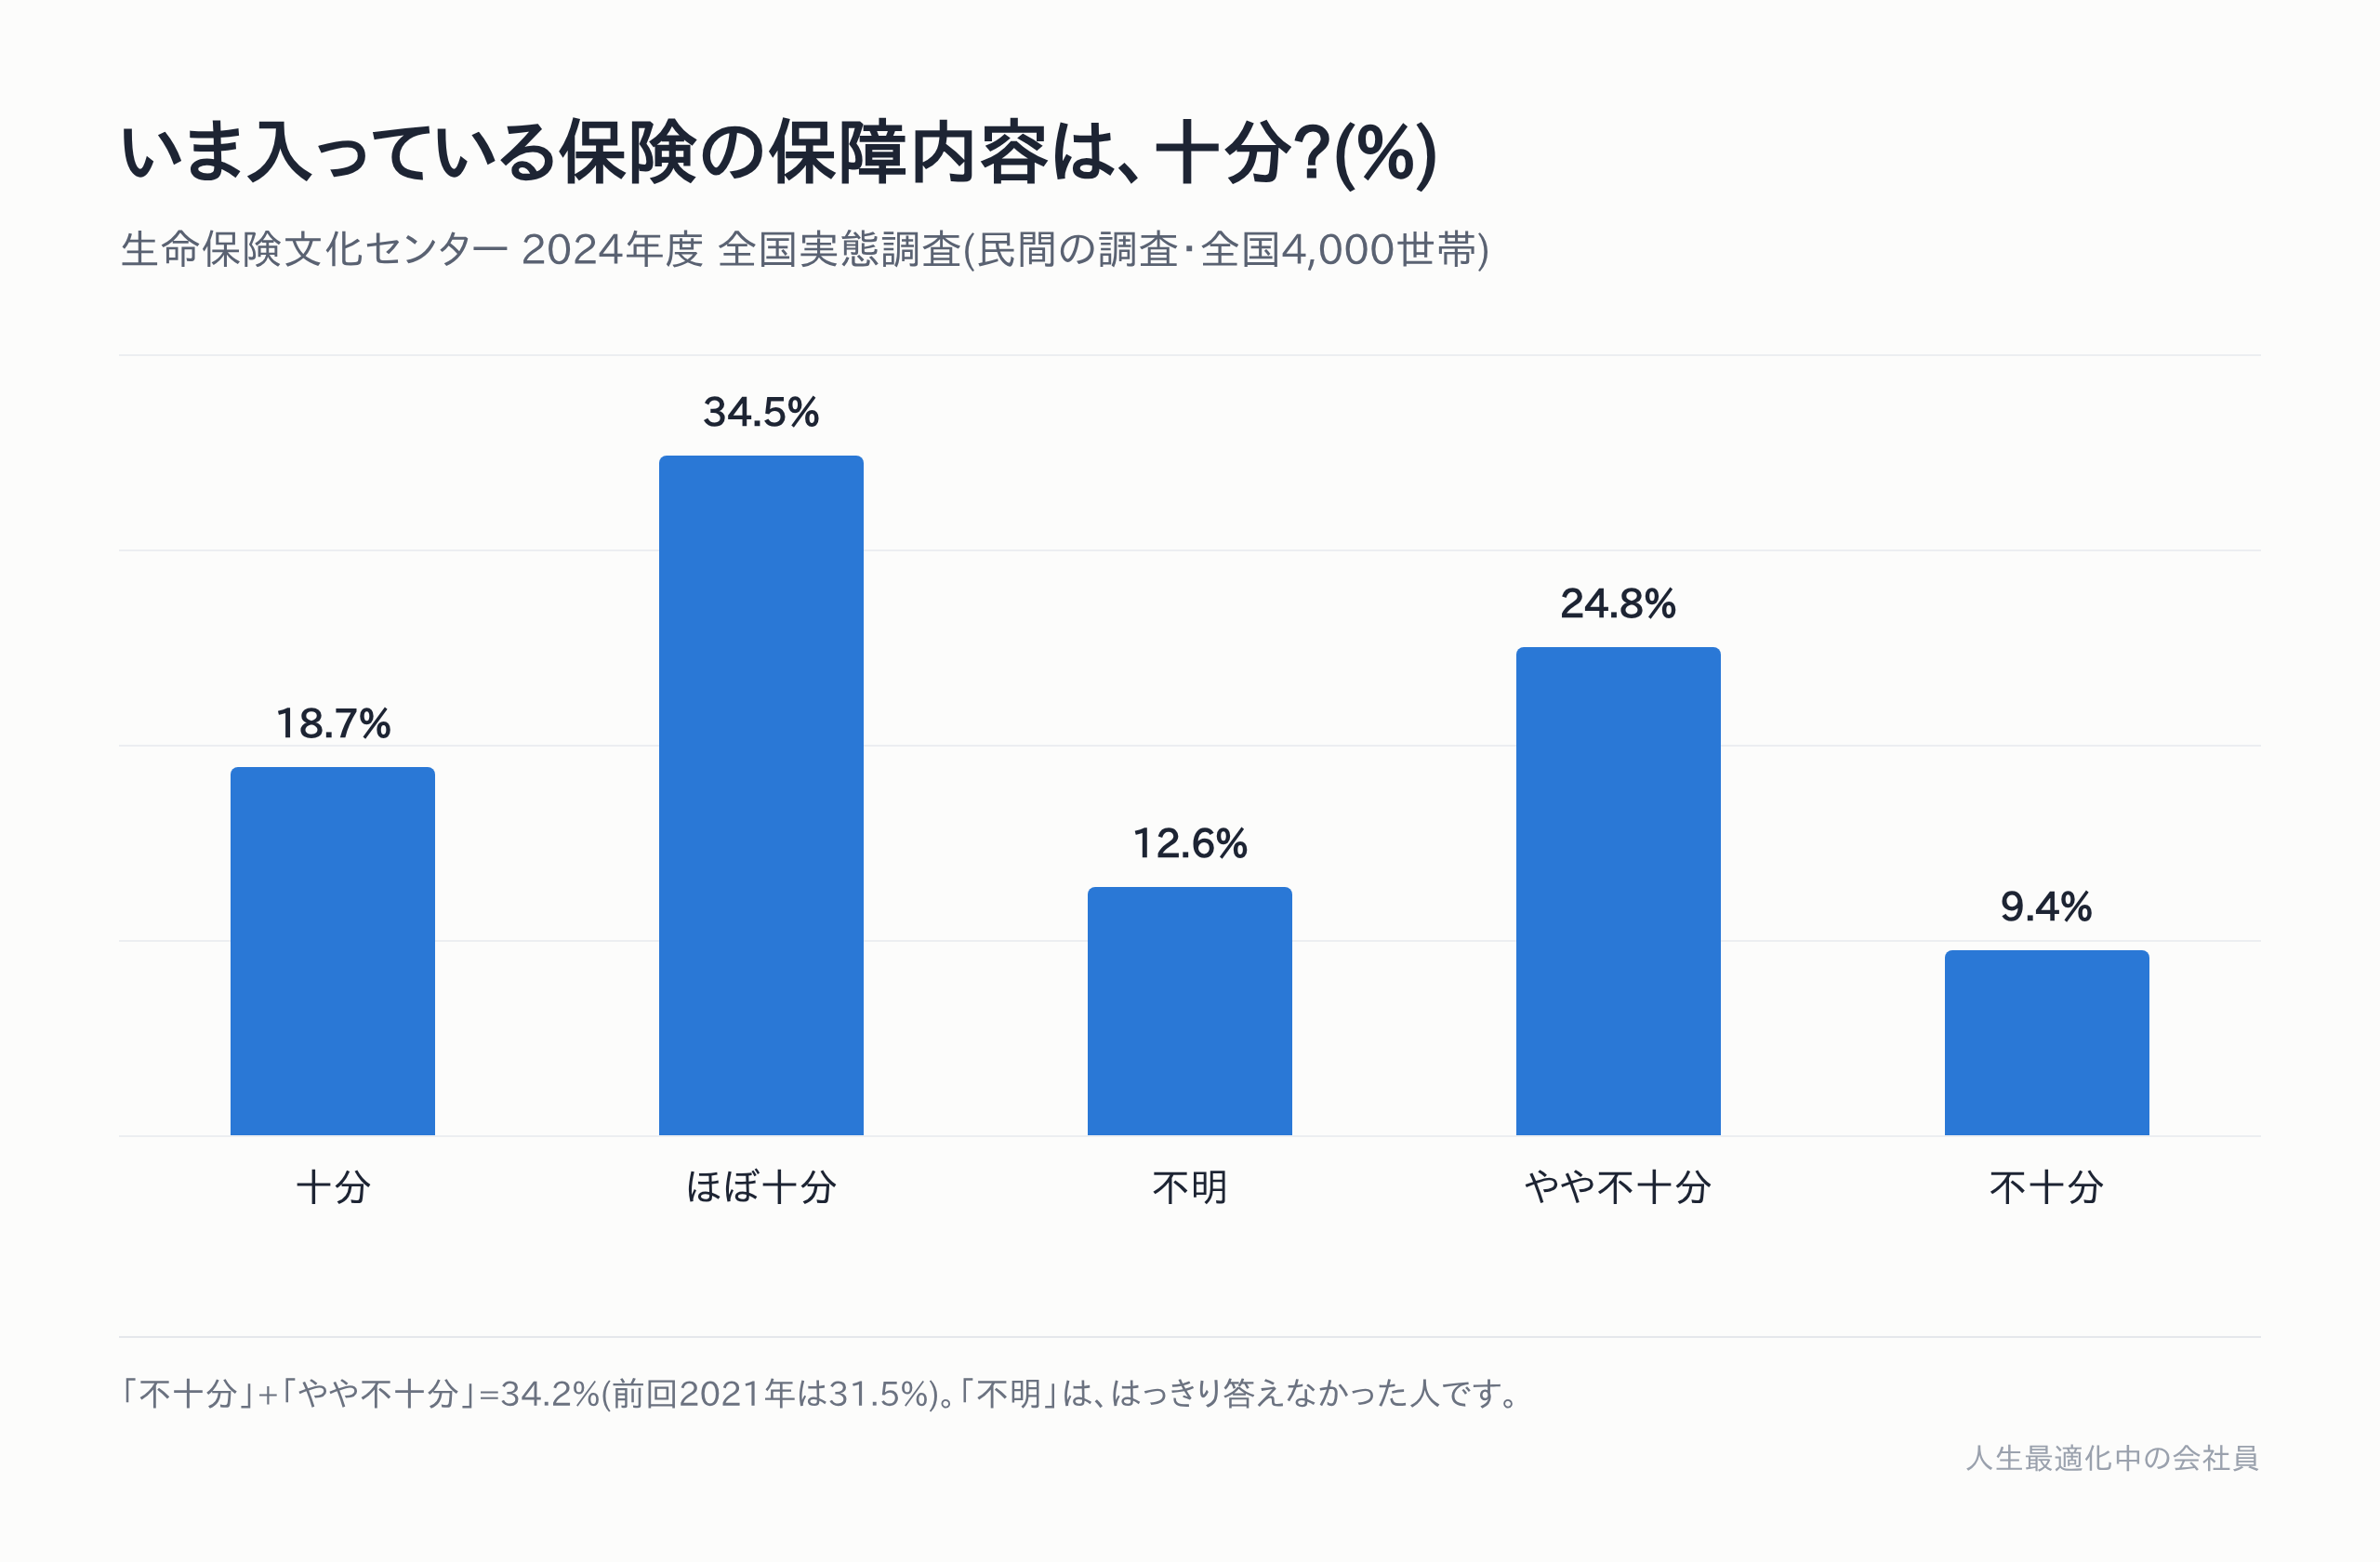 いま入っている保険の保障内容は、十分?(%)
生命保険文化センター 2024年度 全国実態調査(民間の調査・全国4,000世帯)
34.5%
24.8%
18.7%
12.6%
9.4%
十分
ほぼ十分
不明
やや不十分
不十分
「不十分」+「やや不十分」=34.2%(前回2021年は31.5%)。「不明」は、はっきり答えなかった人です。
人生最適化中の会社員